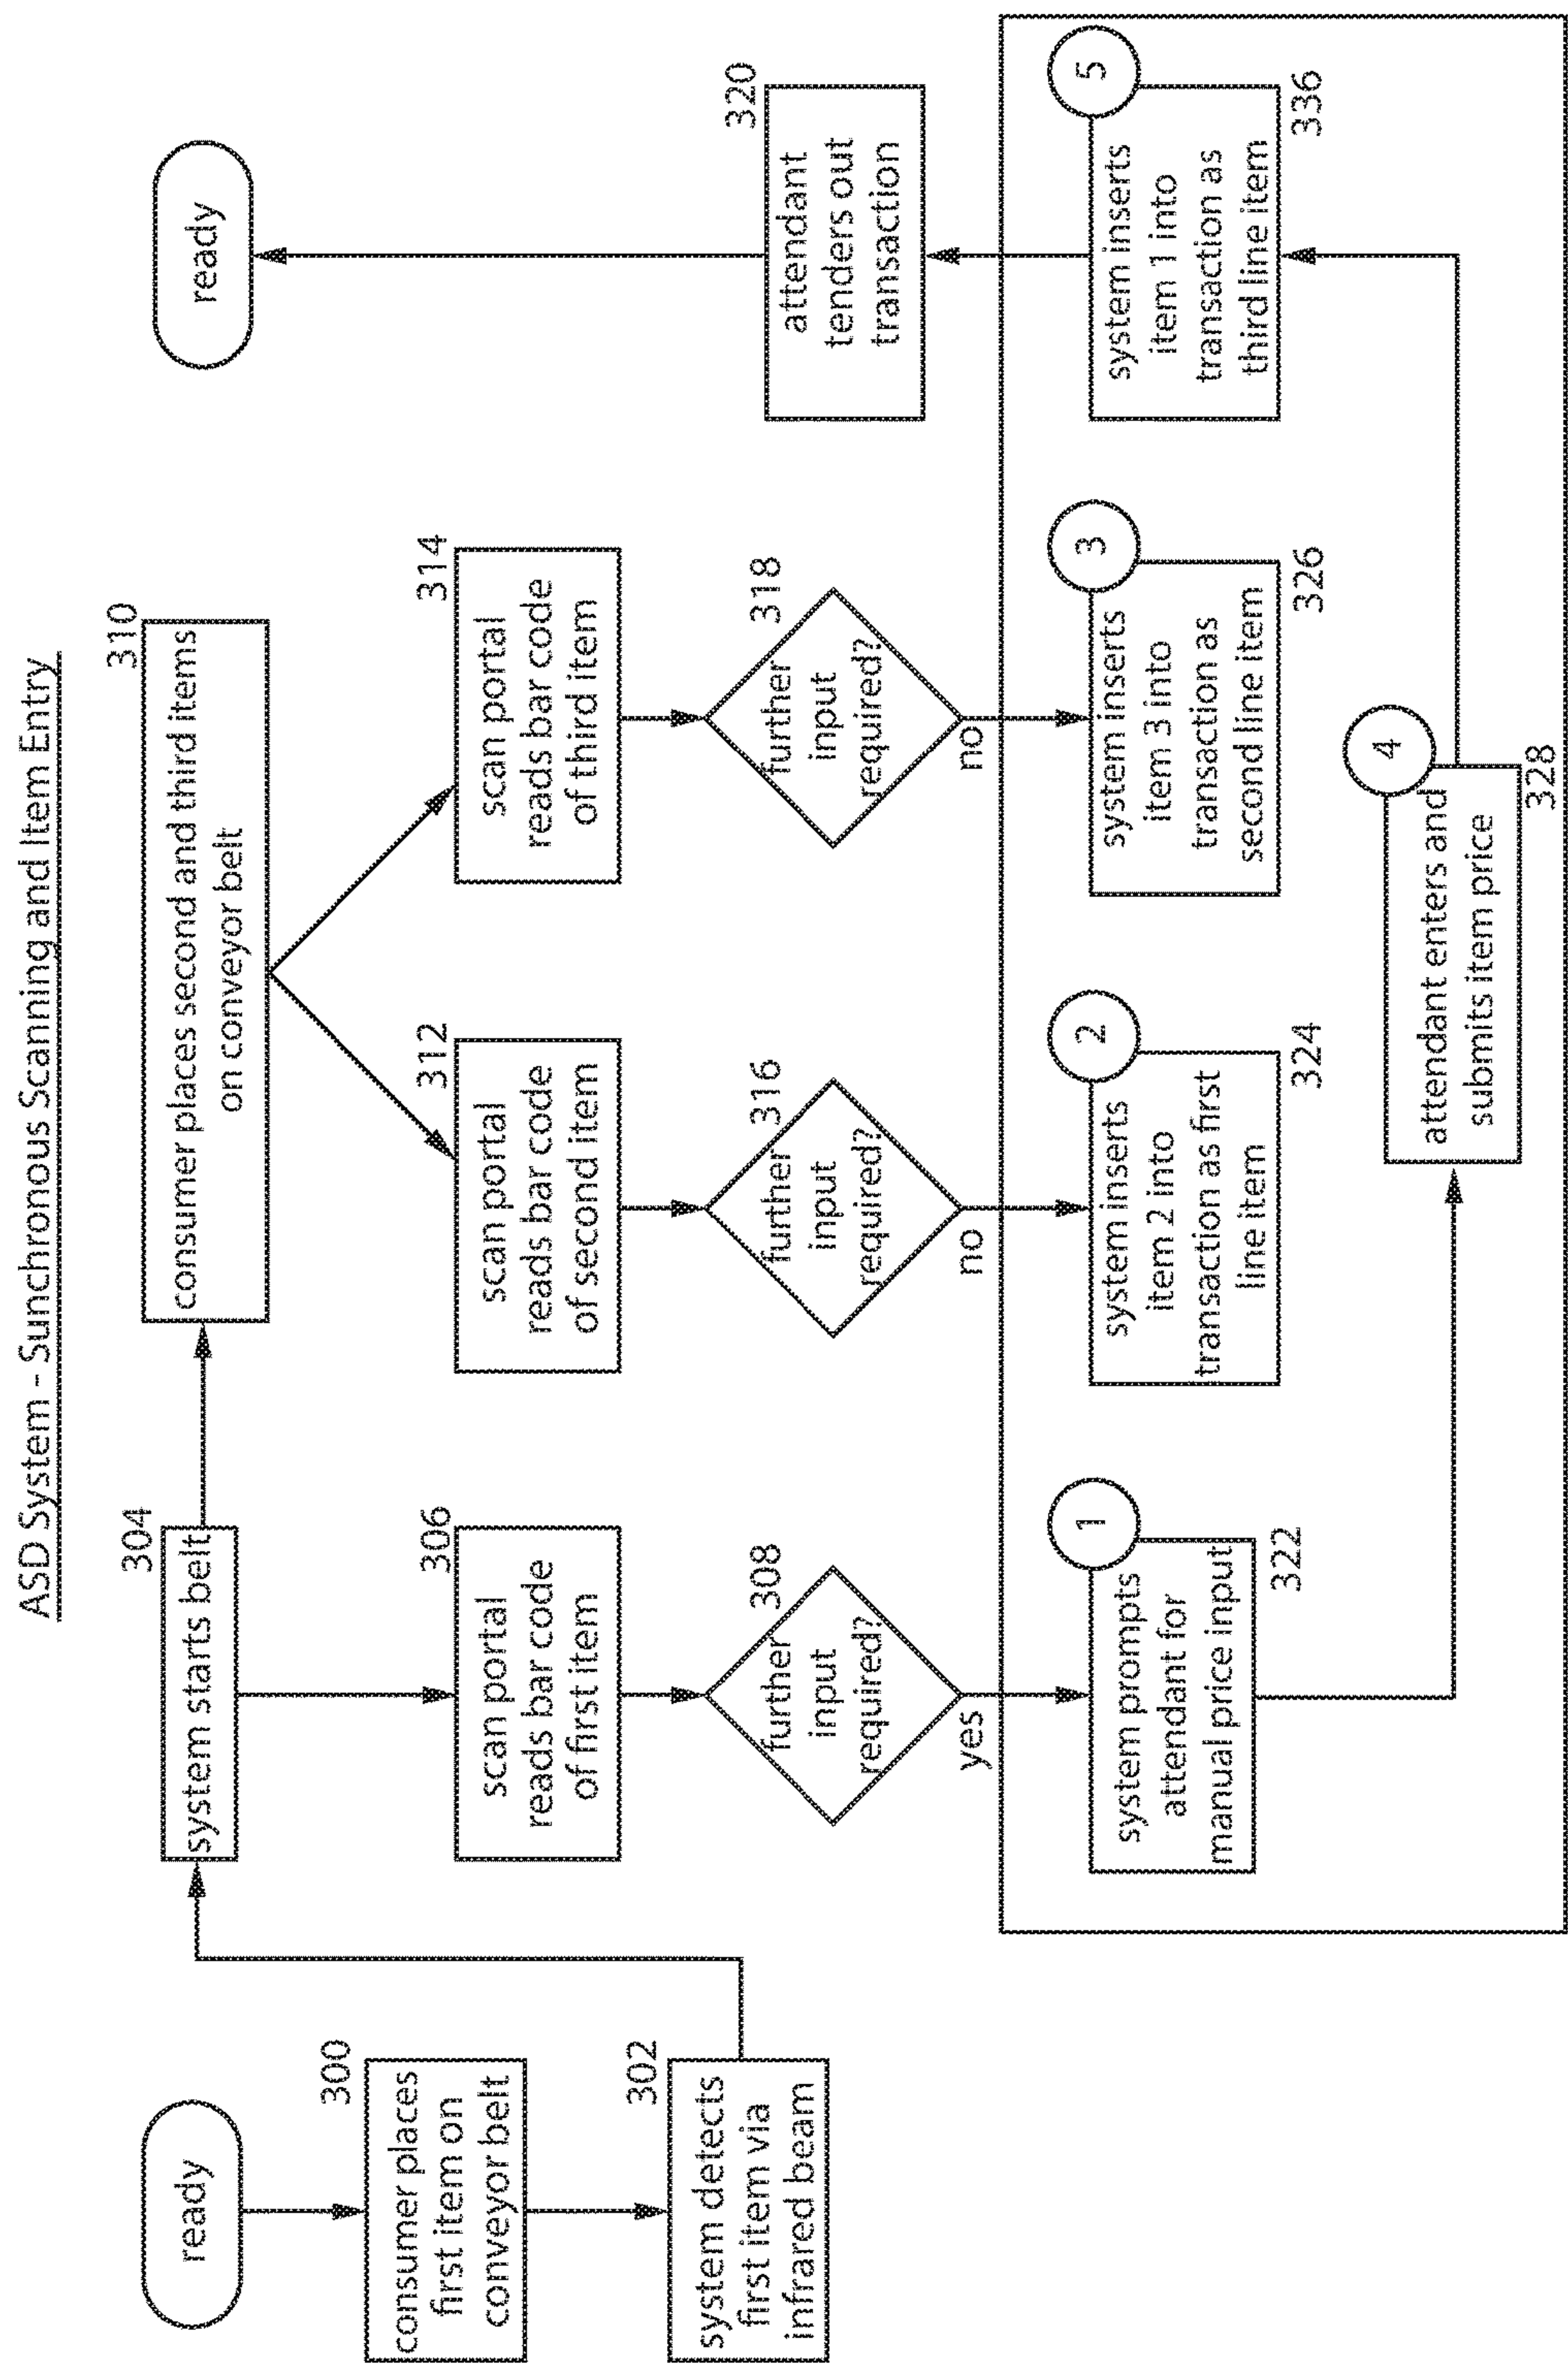 ASD System - Sunchronous Scanning and Item Entry
ready
300
consumer places
first item on
conveyor belt
302
system detects
first item via
infrared beam
304
system starts belt
306
scan portal
reads bar code
of first item
308
further
input
required?
yes
310
consumer places second and third items
on conveyor belt
312
scan portal
reads bar code
of second item
316
further
input
required?
no
314
scan portal
reads bar code
of third item
318
further
input
required?
no
1
system prompts
attendant for
manual price input
322
2
system inserts
item 2 into
transaction as first
line item
324
3
system inserts
item 3 into
transaction as
second line item
326
4
attendant enters and
submits item price
328
5
system inserts
item 1 into
transaction as
third line item
336
320
attendant
tenders out
transaction
ready